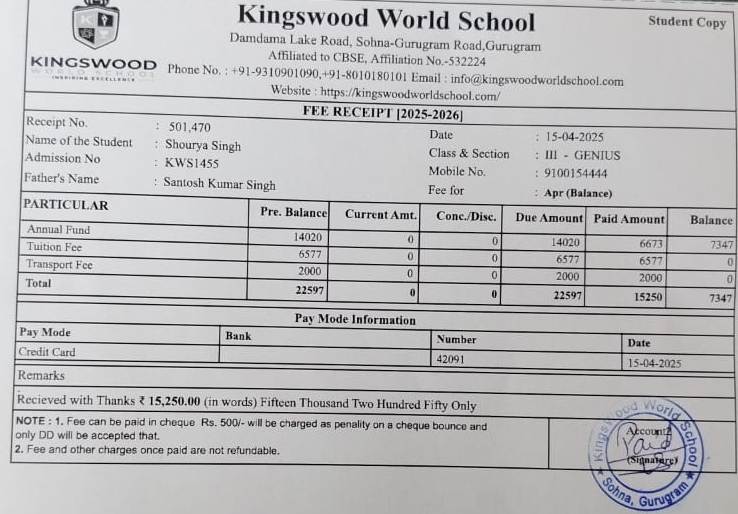 Kingswood World School
Student Copy
Damdama Lake Road, Sohna-Gurugram Road,Gurugram
Affiliated to CBSE, Affiliation No.-532224
Phone No. : +91-9310901090,+91-8010180101 Email : info@kingswoodworldschool.com
Website : https://kingswoodworldschool.com/
KINGSWOOD
WORLD SCHOOL
INSPIRING EXCELLENCE
FEE RECEIPT [2025-2026]
Receipt No. : 501,470 Date : 15-04-2025
Name of the Student : Shourya Singh Class & Section : III - GENIUS
Admission No : KWS1455 Mobile No. : 9100154444
Father's Name : Santosh Kumar Singh Fee for : Apr (Balance)
PARTICULAR Pre. Balance Current Amt. Conc./Disc. Due Amount Paid Amount Balance
Annual Fund 14020 0 0 14020 6673 7347
Tuition Fee 6577 0 0 6577 6577 0
Transport Fee 2000 0 0 2000 2000 0
Total 22597 0 0 22597 15250 7347
Pay Mode Information
Pay Mode Bank Number Date
Credit Card 42091 15-04-2025
Remarks
Recieved with Thanks ₹ 15,250.00 (in words) Fifteen Thousand Two Hundred Fifty Only
NOTE : 1. Fee can be paid in cheque Rs. 500/- will be charged as penality on a cheque bounce and
only DD will be accepted that.
2. Fee and other charges once paid are not refundable.
Kingswood World School
Sohna, Gurugram
Paid
(Signature)